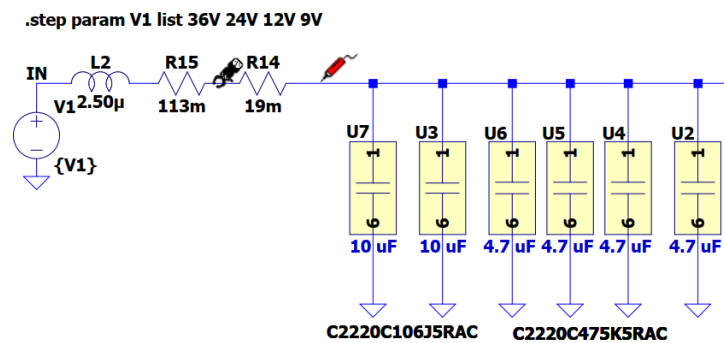 .step param V1 list 36V 24V 12V 9V
IN L2 R15 R14
V1 2.50µ 113m 19m
{V1}
U7 U3 U6 U5 U4 U2
1 1 1 1 1 1
6 6 6 6 6 6
10 uF 10 uF 4.7 uF 4.7 uF 4.7 uF 4.7 uF
C2220C106J5RAC C2220C475K5RAC